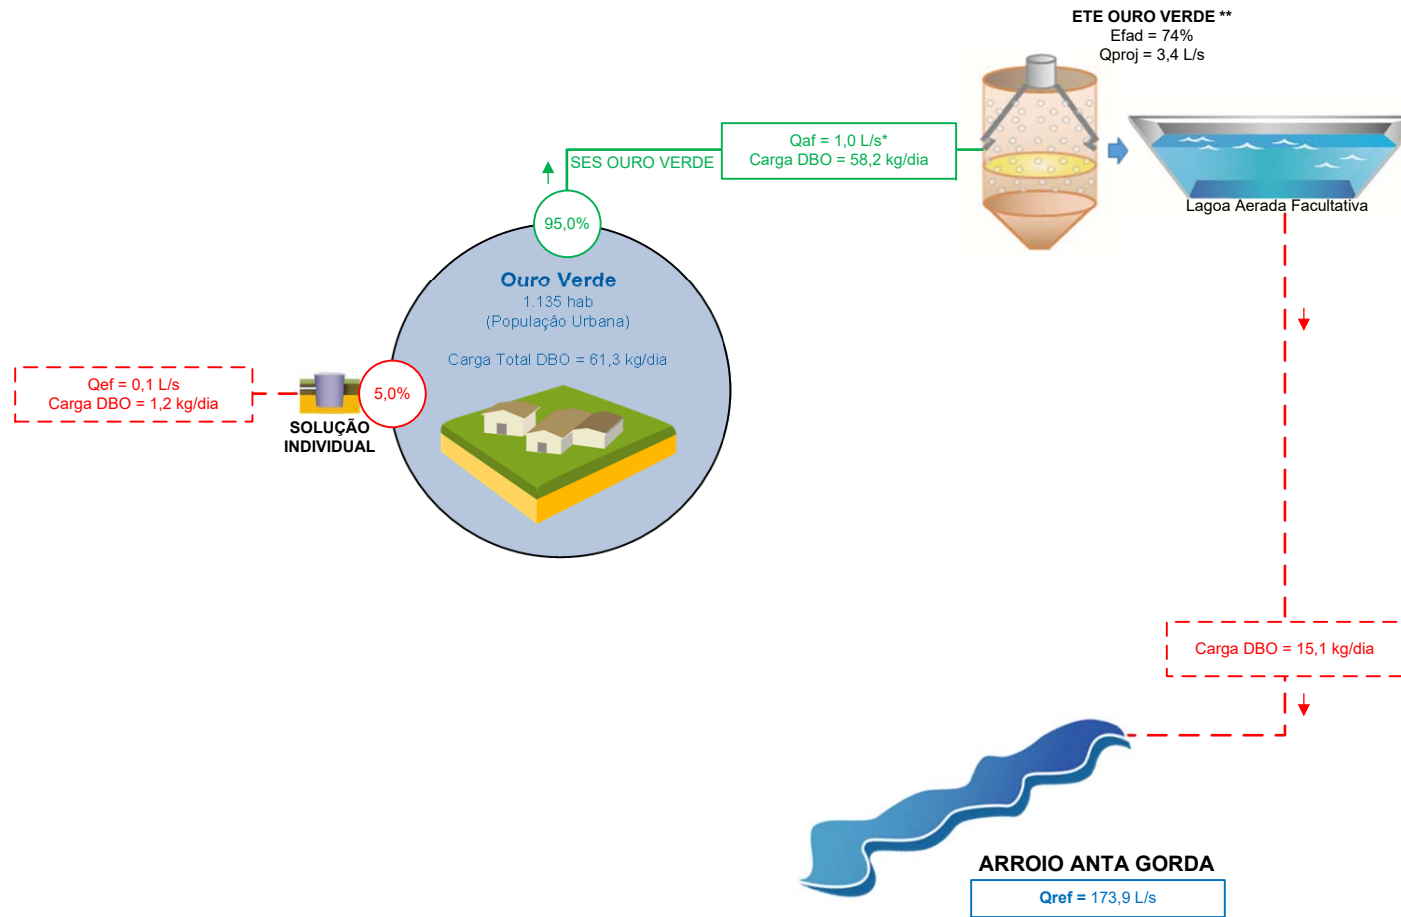 ETE OURO VERDE **
Efad = 74%
Qproj = 3,4 L/s
Qaf = 1,0 L/s*
Carga DBO = 58,2 kg/dia
SES OURO VERDE
Lagoa Aerada Facultativa
95,0%
Ouro Verde
1.135 hab
(População Urbana)
Carga Total DBO = 61,3 kg/dia
Qef = 0,1 L/s
Carga DBO = 1,2 kg/dia
5,0%
SOLUÇÃO
INDIVIDUAL
Carga DBO = 15,1 kg/dia
ARROIO ANTA GORDA
Qref = 173,9 L/s